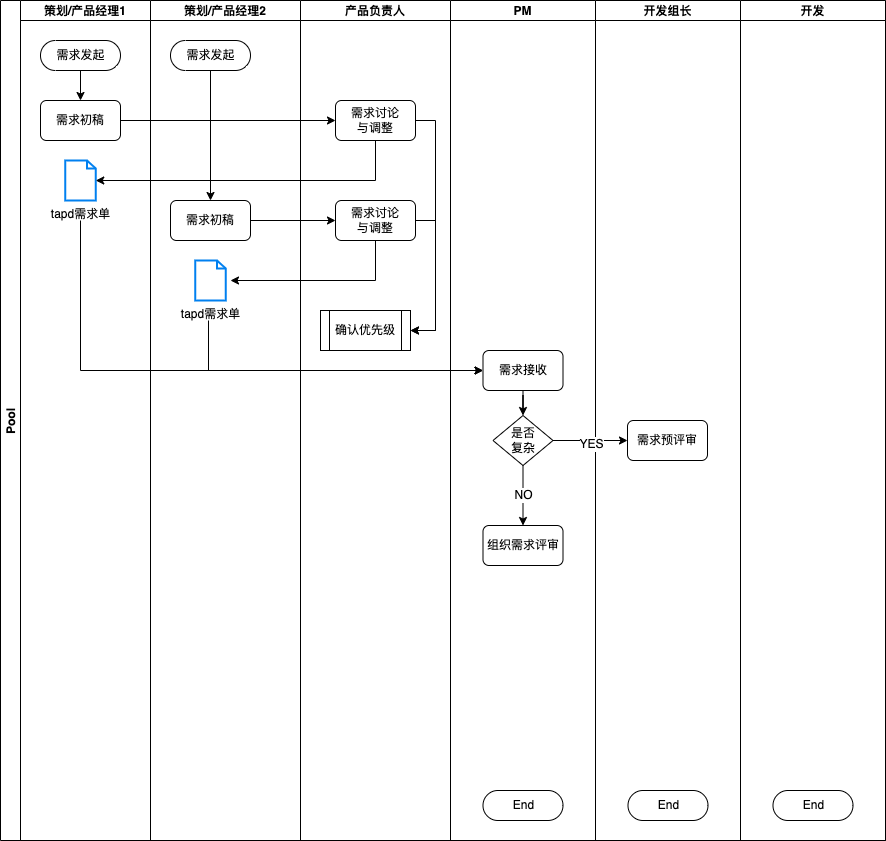 策划/产品经理1
策划/产品经理2
产品负责人
PM
开发组长
开发
Pool
需求发起
需求发起
需求初稿
需求讨论
与调整
tapd需求单
需求初稿
需求讨论
与调整
tapd需求单
确认优先级
需求接收
是否
复杂
YES
需求预评审
NO
组织需求评审
End
End
End